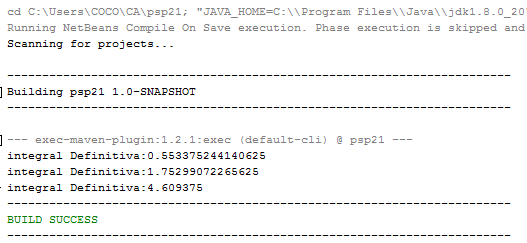 cd C:\Users\COCO\CA\psp21; "JAVA_HOME=C:\\Program Files\\Java\\jdk1.8.0_20
Running NetBeans Compile On Save execution. Phase execution is skipped and
Scanning for projects...
------------------------------------------------------------------------
Building psp21 1.0-SNAPSHOT
------------------------------------------------------------------------
--- exec-maven-plugin:1.2.1:exec (default-cli) @ psp21 ---
integral Definitiva:0.553375244140625
integral Definitiva:1.75299072265625
integral Definitiva:4.609375
------------------------------------------------------------------------
BUILD SUCCESS
------------------------------------------------------------------------